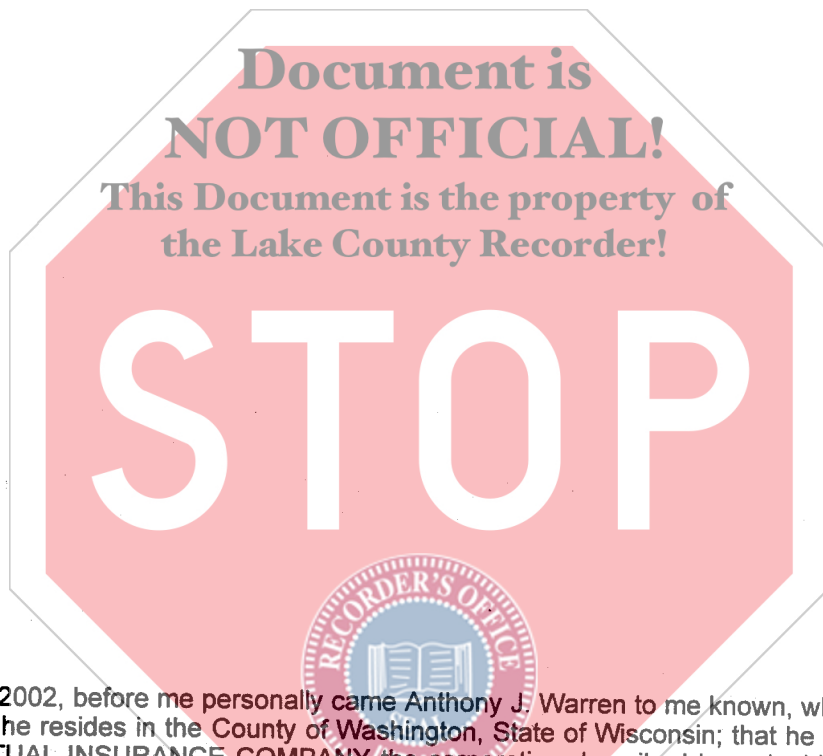 Document is
NOT OFFICIAL!
This Document is the property of
the Lake County Recorder!
STOP
RECORDER'S OFFICE
2002, before me personally came Anthony J. Warren to me known, w
he resides in the County of Washington, State of Wisconsin; that he
INSURANCE COMPANY